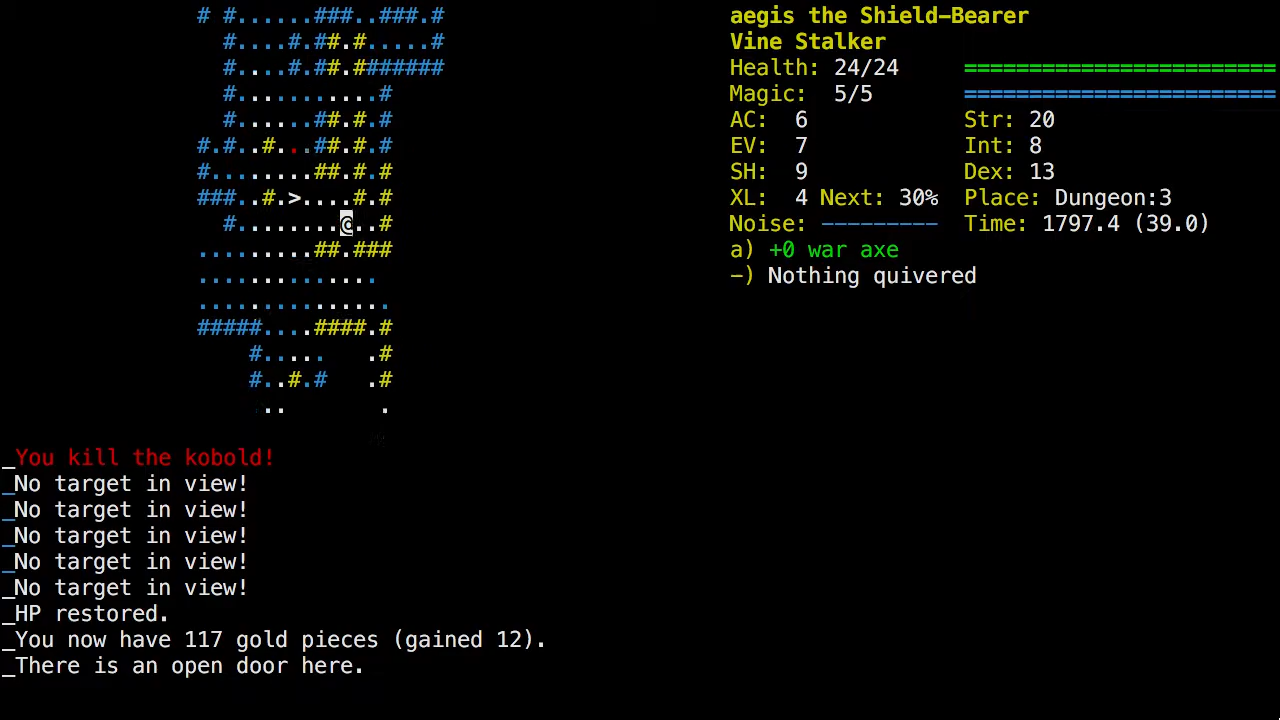 # #......###..###.# aegis the Shield-Bearer
#....#.##.#.....# Vine Stalker
#....#.##.####### Health: 24/24 ========================
#...........# Magic: 5/5 ========================
#......##.#.# AC: 6 Str: 20
#.#..#...##.#.# EV: 7 Int: 8
#........##.#.# SH: 9 Dex: 13
###..#.>....#.# XL: 4 Next: 30% Place: Dungeon:3
#........@..# Noise: --------- Time: 1797.4 (39.0)
.........##.### a) +0 war axe
.............. -) Nothing quivered
...............
#####....####.#
#..... .#
#..#.# .#
.. .
_You kill the kobold!
_No target in view!
_No target in view!
_No target in view!
_No target in view!
_No target in view!
_HP restored.
_You now have 117 gold pieces (gained 12).
_There is an open door here.